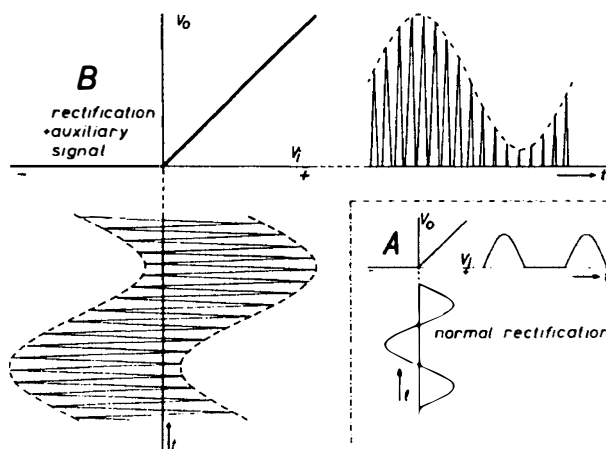 V₀
B
rectification
+auxiliary
signal
-
Vᵢ
+
t
t
A
V₀
-
Vᵢ
+
t
normal rectification
t